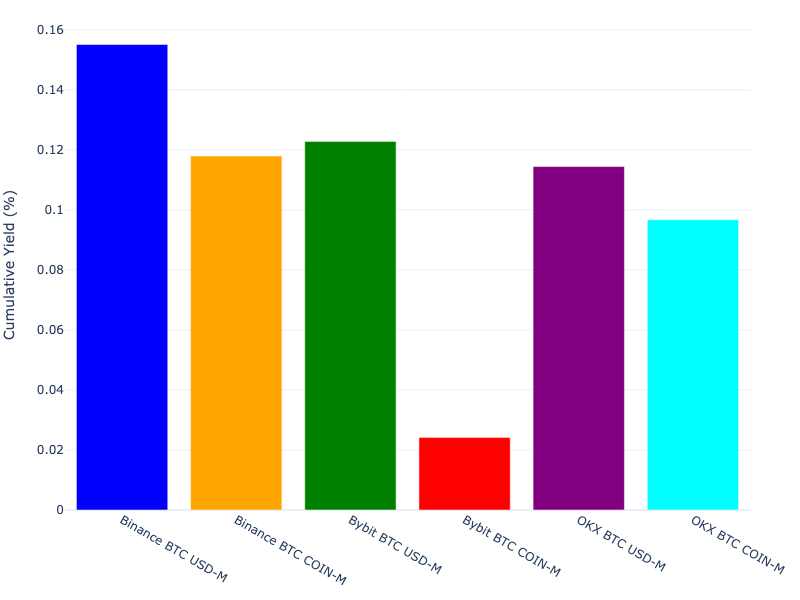 Cumulative Yield (%)
0.16
0.14
0.12
0.1
0.08
0.06
0.04
0.02
0
Binance BTC USD-M
Binance BTC COIN-M
Bybit BTC USD-M
Bybit BTC COIN-M
OKX BTC USD-M
OKX BTC COIN-M